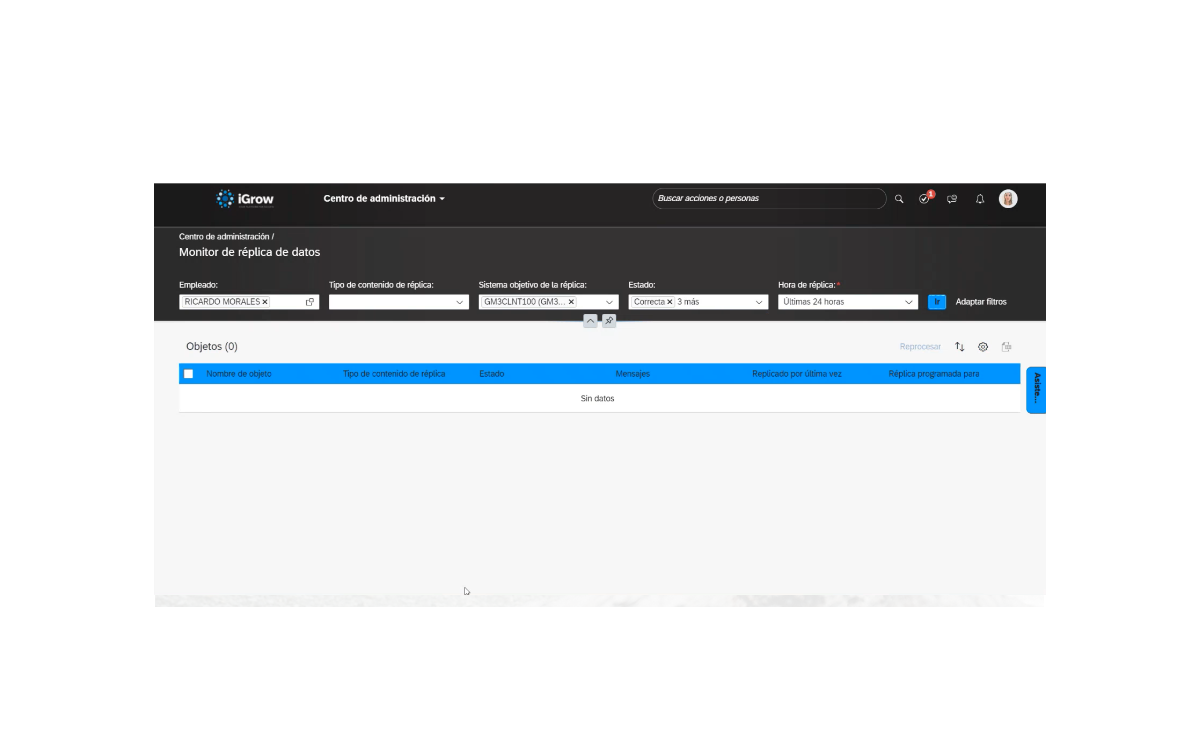 iGrow
Centro de administración
Buscar acciones o personas
1
Centro de administración /
Monitor de réplica de datos
Empleado:
Tipo de contenido de réplica:
Sistema objetivo de la réplica:
Estado:
Hora de réplica:*
RICARDO MORALES
GM3CLNT100 (GM3...
Correcta
3 más
Últimas 24 horas
Ir
Adaptar filtros
Objetos (0)
Reprocesar
Nombre de objeto
Tipo de contenido de réplica
Estado
Mensajes
Replicado por última vez
Réplica programada para
Sin datos
Asiste...